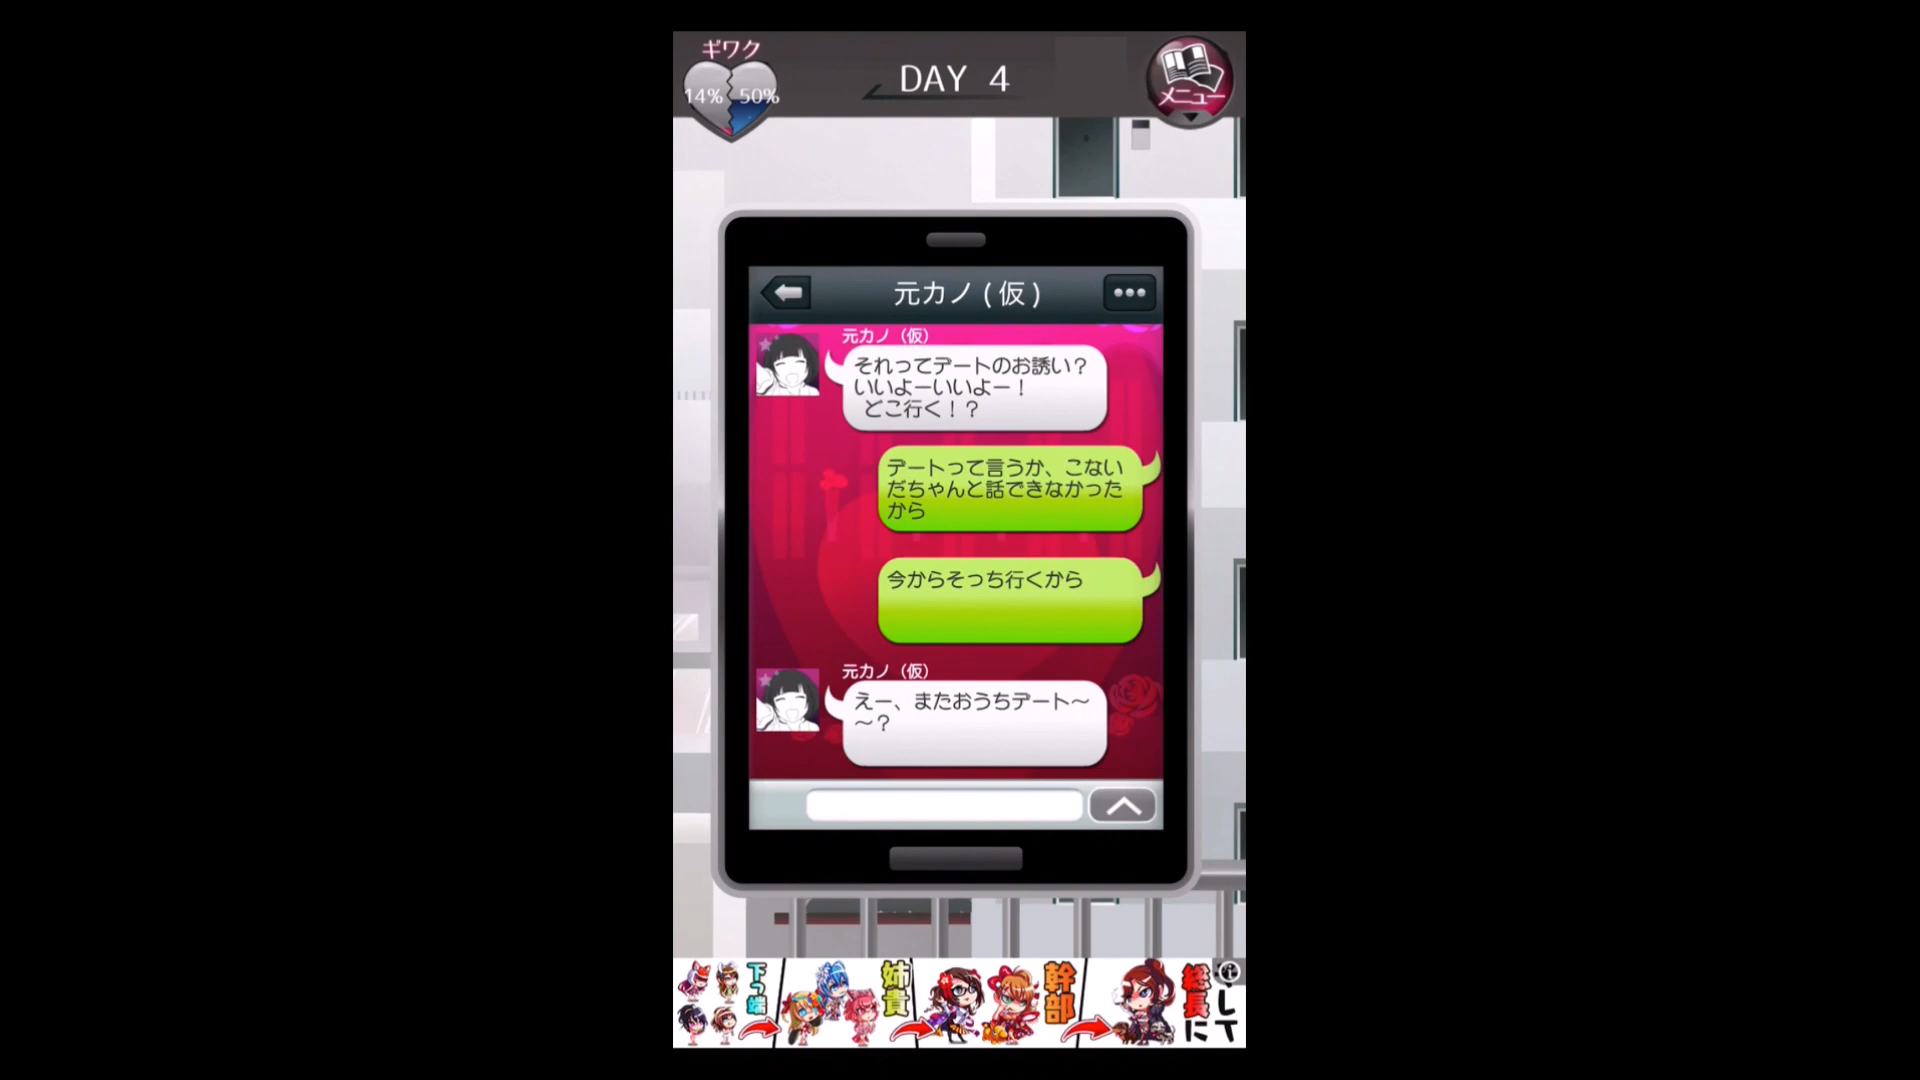 ギワク
14% 50%
DAY 4
メニュー
元カノ(仮)
元カノ（仮）
それってデートのお誘い？
いいよーいいよー！
どこ行く！？
デートって言うか、こない
だちゃんと話できなかった
から
今からそっち行くから
元カノ（仮）
えー、またおうちデート～
～？
下っ端
姉貴
幹部
総長に
して